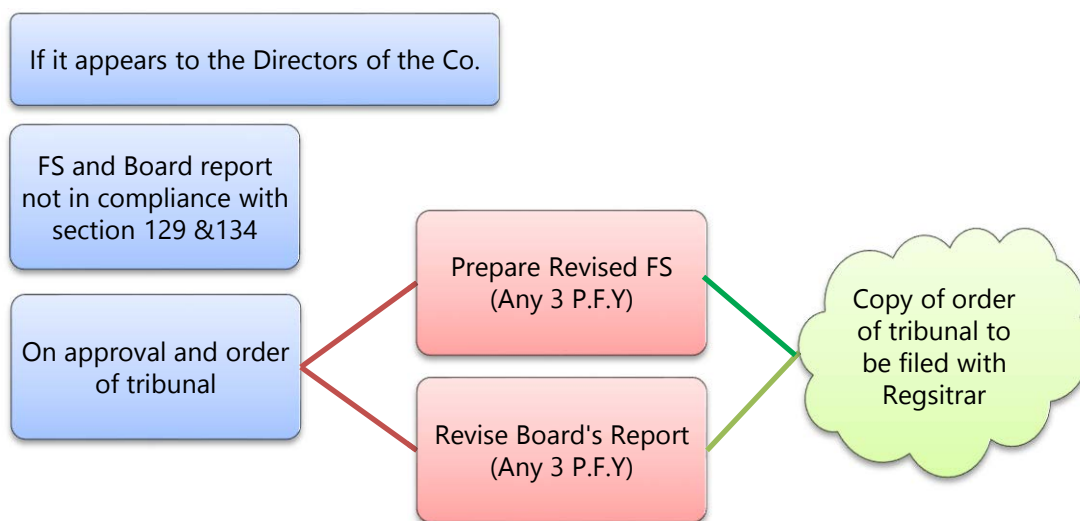 If it appears to the Directors of the Co.
FS and Board report
not in compliance with
section 129 &134
On approval and order
of tribunal
Prepare Revised FS
(Any 3 P.F.Y)
Revise Board's Report
(Any 3 P.F.Y)
Copy of order
of tribunal to
be filed with
Regsitrar